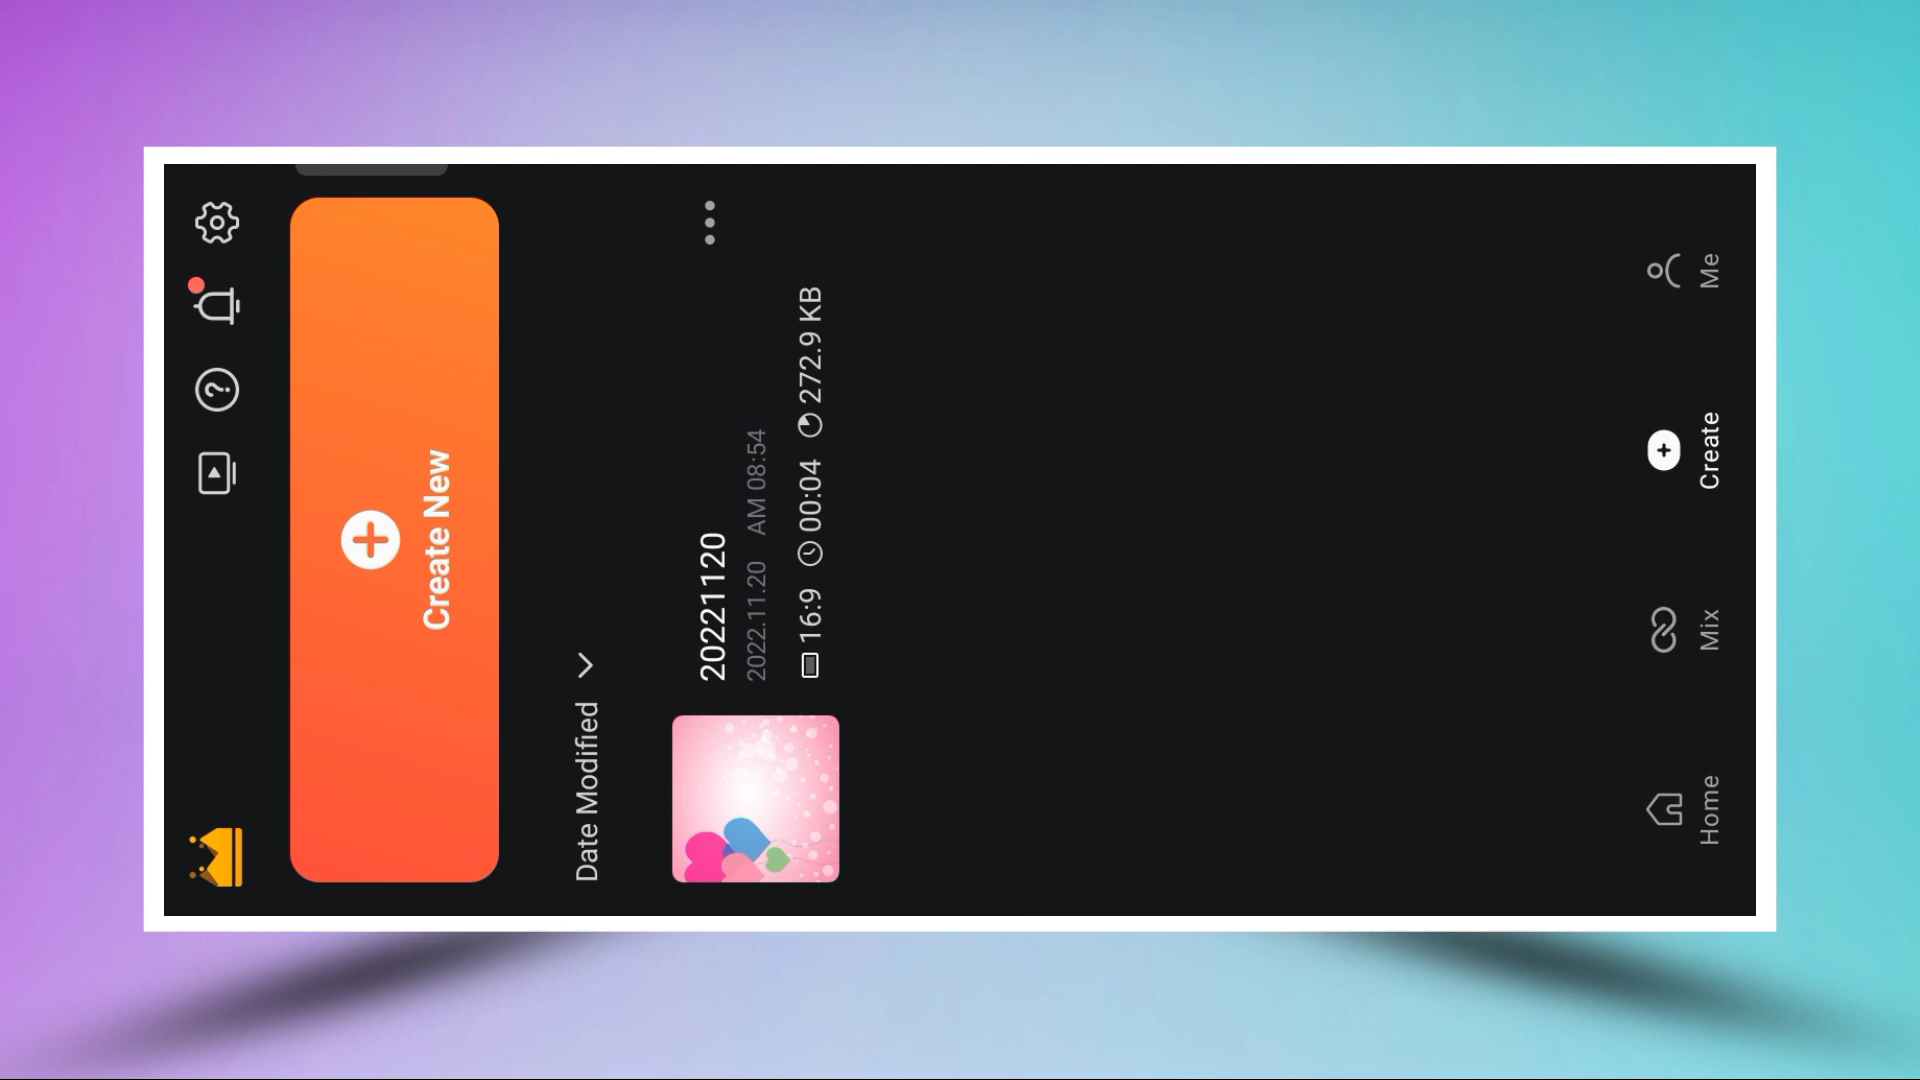 Create New
Date Modified
20221120
2022.11.20 AM 08:54
16:9 00:04 272.9 KB
Home Mix Create Me